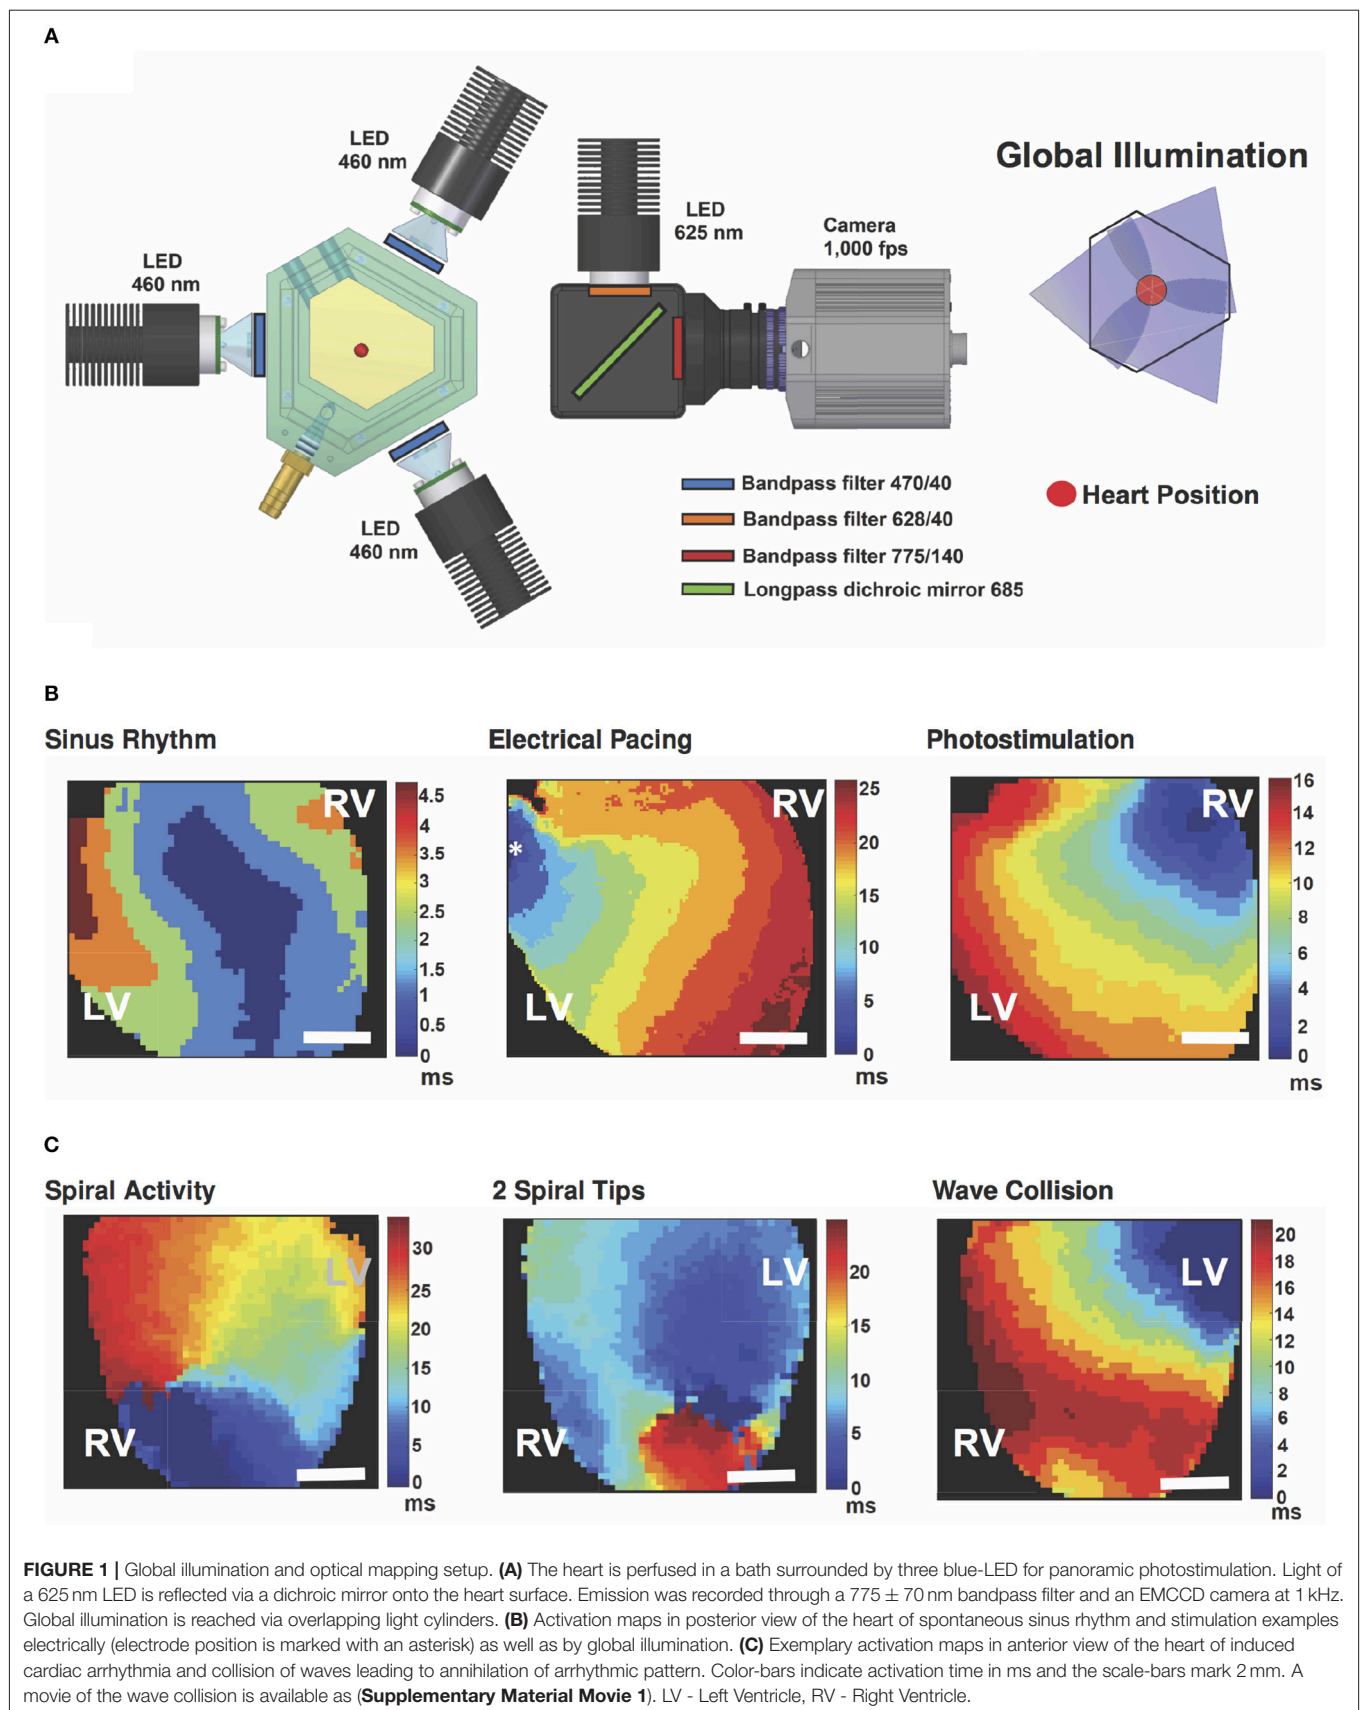 A
LED
460 nm
LED
460 nm
LED
460 nm
LED
625 nm
Camera
1,000 fps
Global Illumination
Bandpass filter 470/40
Bandpass filter 628/40
Bandpass filter 775/140
Longpass dichroic mirror 685
Heart Position
B
Sinus Rhythm
RV
LV
4.5
4
3.5
3
2.5
2
1.5
1
0.5
0
ms
Electrical Pacing
RV
*
LV
25
20
15
10
5
0
ms
Photostimulation
RV
LV
16
14
12
10
8
6
4
2
0
ms
C
Spiral Activity
LV
RV
30
25
20
15
10
5
0
ms
2 Spiral Tips
LV
RV
20
15
10
5
0
ms
Wave Collision
LV
RV
20
18
16
14
12
10
8
6
4
2
0
ms
FIGURE 1 | Global illumination and optical mapping setup. (A) The heart is perfused in a bath surrounded by three blue-LED for panoramic photostimulation. Light of
a 625 nm LED is reflected via a dichroic mirror onto the heart surface. Emission was recorded through a 775 ± 70 nm bandpass filter and an EMCCD camera at 1 kHz.
Global illumination is reached via overlapping light cylinders. (B) Activation maps in posterior view of the heart of spontaneous sinus rhythm and stimulation examples
electrically (electrode position is marked with an asterisk) as well as by global illumination. (C) Exemplary activation maps in anterior view of the heart of induced
cardiac arrhythmia and collision of waves leading to annihilation of arrhythmic pattern. Color-bars indicate activation time in ms and the scale-bars mark 2 mm. A
movie of the wave collision is available as (Supplementary Material Movie 1). LV - Left Ventricle, RV - Right Ventricle.